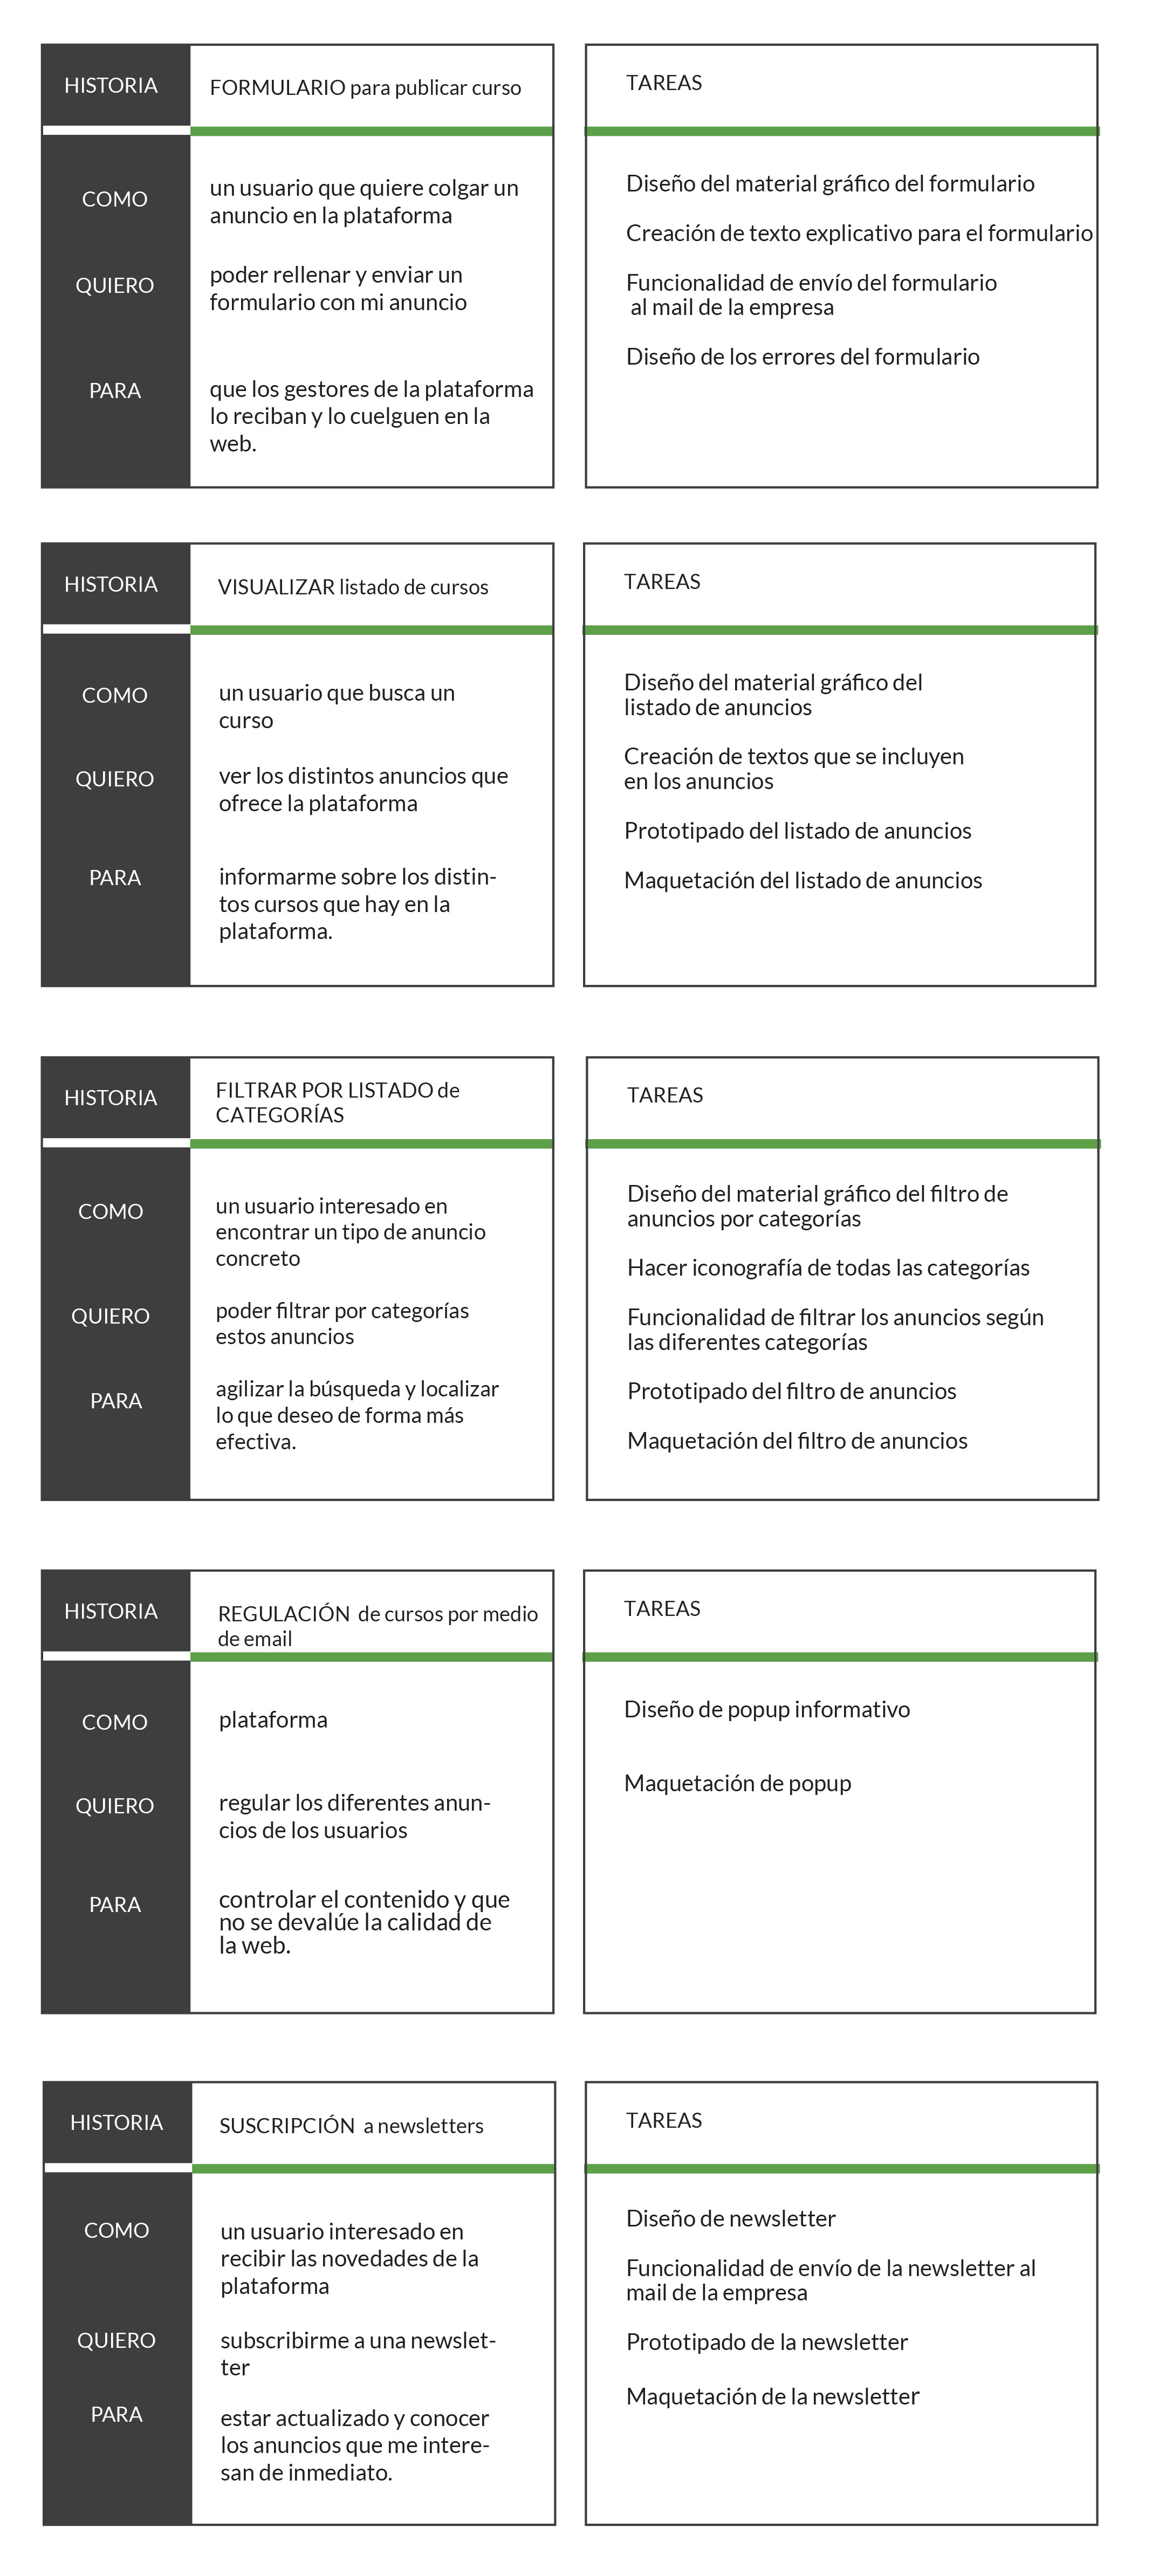 HISTORIA
FORMULARIO para publicar curso
COMO
un usuario que quiere colgar un
anuncio en la plataforma
QUIERO
poder rellenar y enviar un
formulario con mi anuncio
PARA
que los gestores de la plataforma
lo reciban y lo cuelguen en la
web.
TAREAS
Diseño del material gráfico del formulario
Creación de texto explicativo para el formulario
Funcionalidad de envío del formulario
al mail de la empresa
Diseño de los errores del formulario
HISTORIA
VISUALIZAR listado de cursos
COMO
un usuario que busca un
curso
QUIERO
ver los distintos anuncios que
ofrece la plataforma
PARA
informarme sobre los distin-
tos cursos que hay en la
plataforma.
TAREAS
Diseño del material gráfico del
listado de anuncios
Creación de textos que se incluyen
en los anuncios
Prototipado del listado de anuncios
Maquetación del listado de anuncios
HISTORIA
FILTRAR POR LISTADO de
CATEGORÍAS
COMO
un usuario interesado en
encontrar un tipo de anuncio
concreto
QUIERO
poder filtrar por categorías
estos anuncios
PARA
agilizar la búsqueda y localizar
lo que deseo de forma más
efectiva.
TAREAS
Diseño del material gráfico del filtro de
anuncios por categorías
Hacer iconografía de todas las categorías
Funcionalidad de filtrar los anuncios según
las diferentes categorías
Prototipado del filtro de anuncios
Maquetación del filtro de anuncios
HISTORIA
REGULACIÓN de cursos por medio
de email
COMO
plataforma
QUIERO
regular los diferentes anun-
cios de los usuarios
PARA
controlar el contenido y que
no se devalúe la calidad de
la web.
TAREAS
Diseño de popup informativo
Maquetación de popup
HISTORIA
SUSCRIPCIÓN a newsletters
COMO
un usuario interesado en
recibir las novedades de la
plataforma
QUIERO
subscribirme a una newslet-
ter
PARA
estar actualizado y conocer
los anuncios que me intere-
san de inmediato.
TAREAS
Diseño de newsletter
Funcionalidad de envío de la newsletter al
mail de la empresa
Prototipado de la newsletter
Maquetación de la newsletter